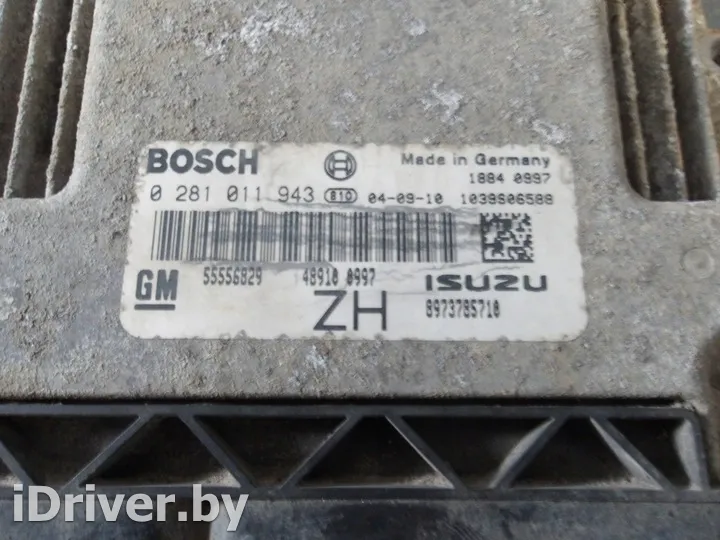 BOSCH Made in Germany
1884 0997
0 281 011 943 810 04-09-10 1039S06588
GM 55556829 48910 0997 ISUZU
ZH 8973785710
iDriver.by